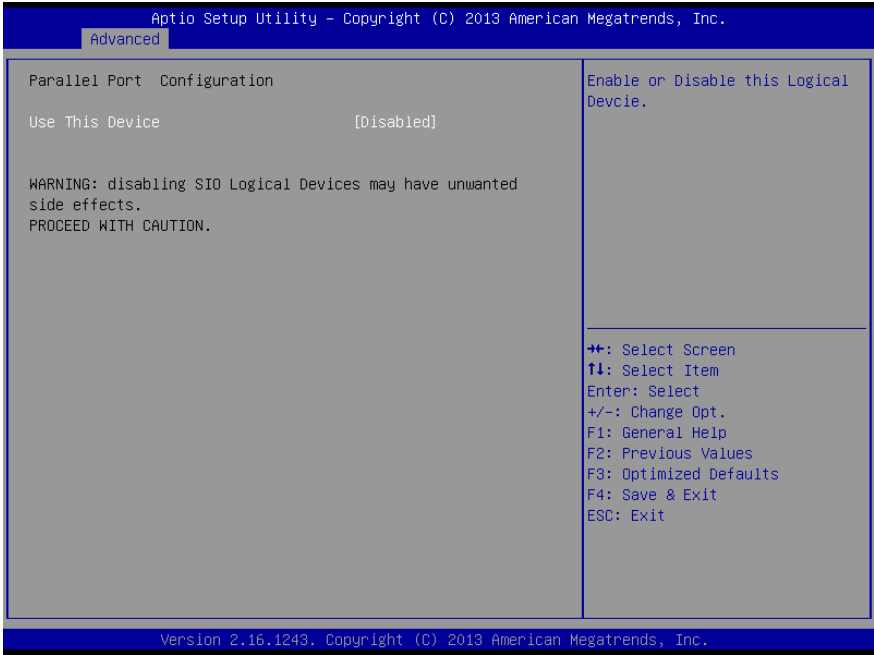 Aptio Setup Utility – Copyright (C) 2013 American Megatrends, Inc.
Advanced
Parallel Port  Configuration
Use This Device [Disabled]
WARNING: disabling SIO Logical Devices may have unwanted
side effects.
PROCEED WITH CAUTION.
Enable or Disable this Logical
Devcie.
→←: Select Screen
↑↓: Select Item
Enter: Select
+/-: Change Opt.
F1: General Help
F2: Previous Values
F3: Optimized Defaults
F4: Save & Exit
ESC: Exit
Version 2.16.1243. Copyright (C) 2013 American Megatrends, Inc.